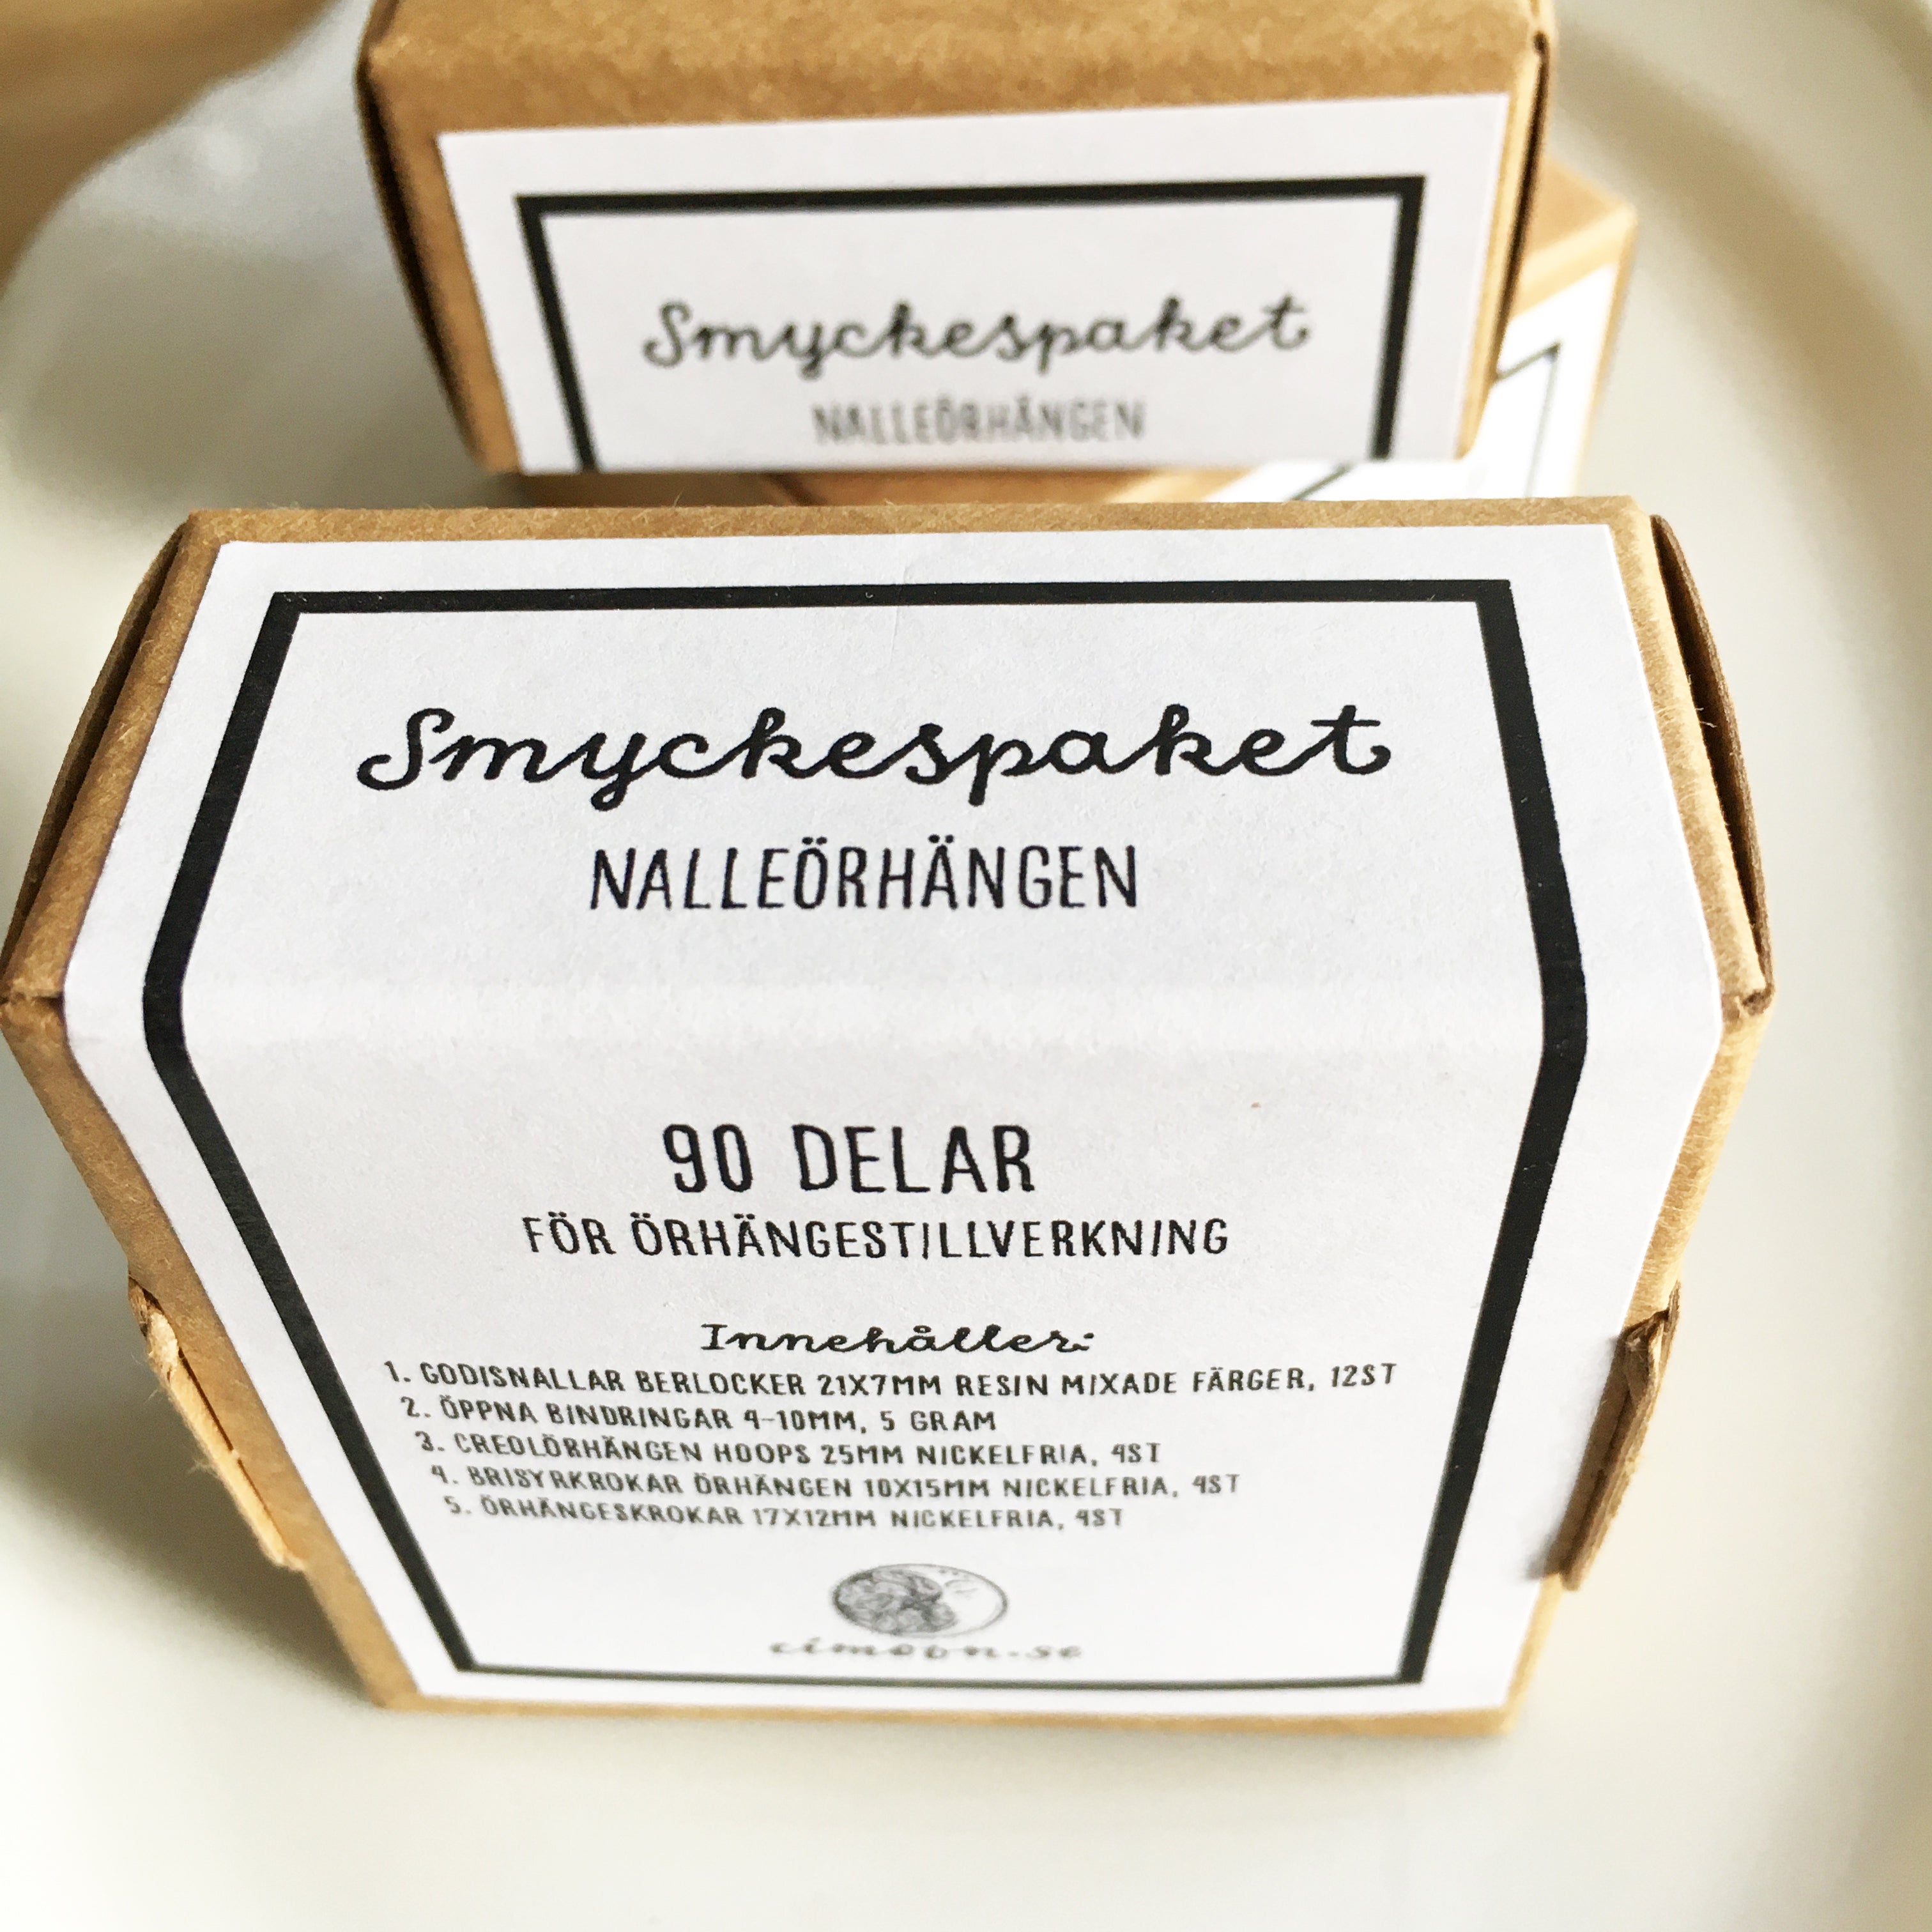 Smyckespaket
NALLEÖRHÄNGEN
Smyckespaket
NALLEÖRHÄNGEN
90 DELAR
FÖR ÖRHÄNGESTILLVERKNING
Innehåller:
1. GODISNALLAR BERLOCKER 21X7MM RESIN MIXADE FÄRGER, 12ST
2. ÖPPNA BINDRINGAR 4-10MM, 5 GRAM
3. CREOLÖRHÄNGEN HOOPS 25MM NICKELFRIA, 4ST
4. BRISYRKROKAR ÖRHÄNGEN 10X15MM NICKELFRIA, 4ST
5. ÖRHÄNGESKROKAR 17X12MM NICKELFRIA, 4ST
cimoon.se